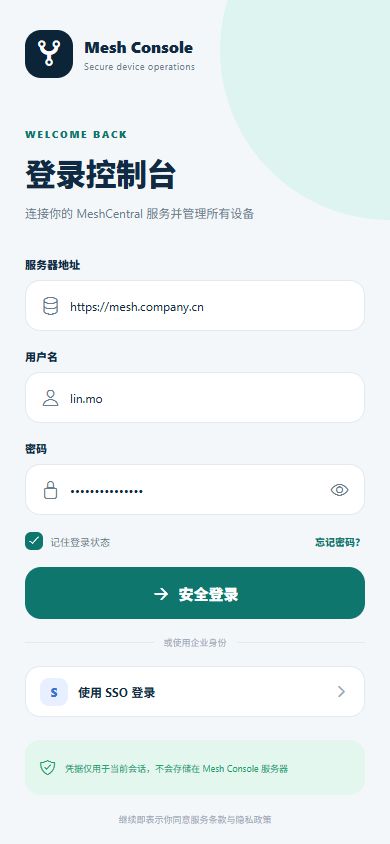 Mesh Console
Secure device operations
WELCOME BACK
登录控制台
连接你的 MeshCentral 服务并管理所有设备
服务器地址
https://mesh.company.cn
用户名
lin.mo
密码
•••••••••••••••
记住登录状态
忘记密码?
安全登录
或使用企业身份
S
使用 SSO 登录
凭据仅用于当前会话，不会存储在 Mesh Console 服务器
继续即表示你同意服务条款与隐私政策